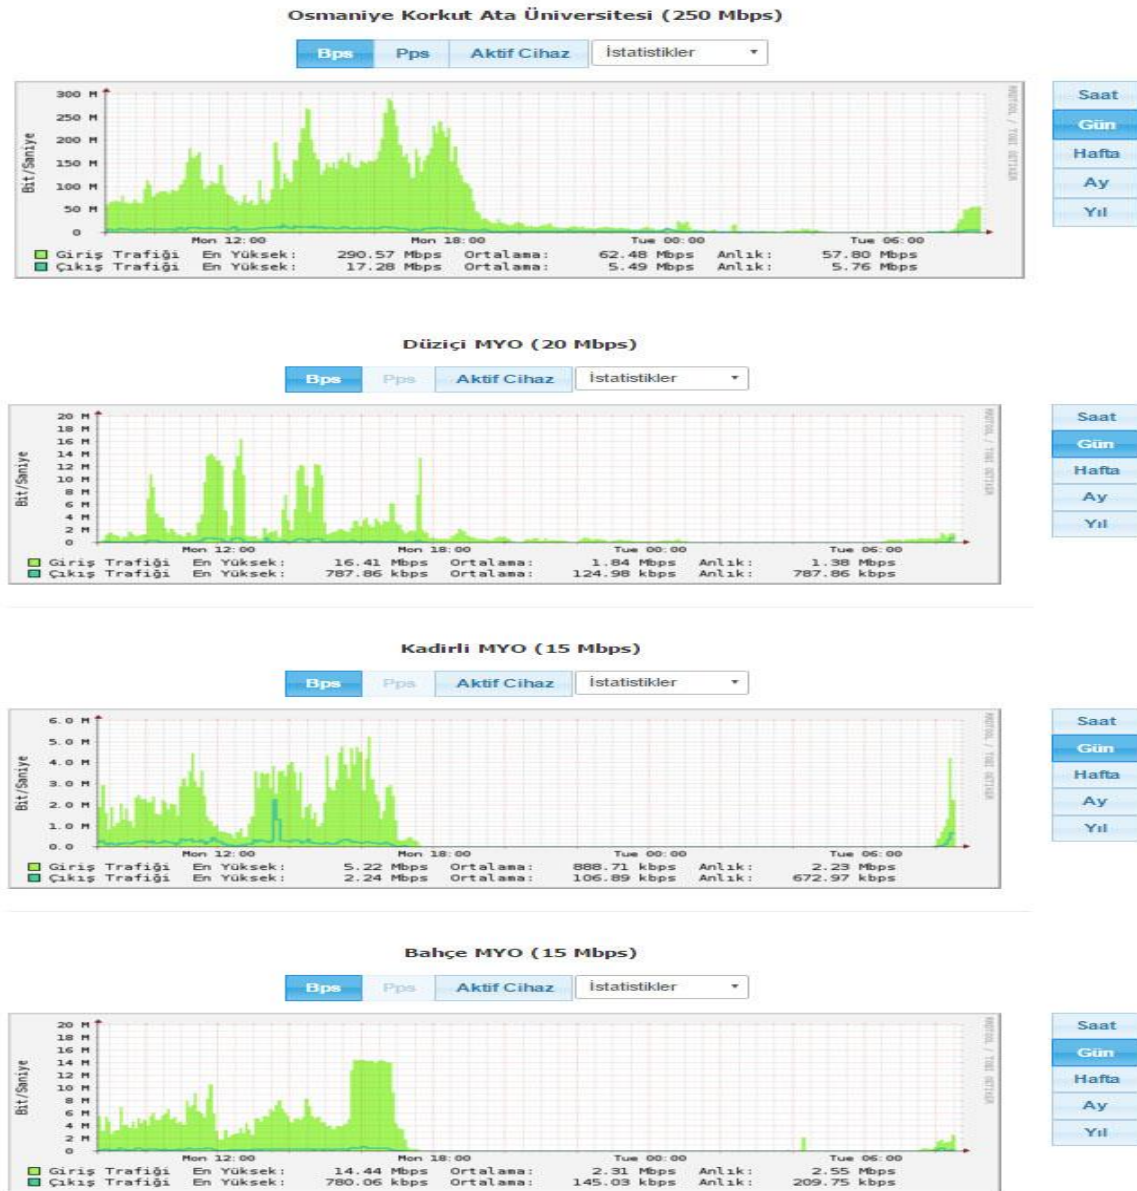 Osmaniye Korkut Ata Üniversitesi (250 Mbps)
Bps Pps Aktif Cihaz İstatistikler
Saat
Gün
Hafta
Ay
Yıl
Bit/Saniye
300 M
250 M
200 M
150 M
100 M
50 M
0
RRDTOOL / TOBI OETIKER
Mon 12:00 Mon 18:00 Tue 00:00 Tue 06:00
Giriş Trafiği En Yüksek: 290.57 Mbps Ortalama: 62.48 Mbps Anlık: 57.80 Mbps
Çıkış Trafiği En Yüksek: 17.28 Mbps Ortalama: 5.49 Mbps Anlık: 5.76 Mbps
Düziçi MYO (20 Mbps)
Bps Pps Aktif Cihaz İstatistikler
Saat
Gün
Hafta
Ay
Yıl
Bit/Saniye
20 M
18 M
16 M
14 M
12 M
10 M
8 M
6 M
4 M
2 M
0
RRDTOOL / TOBI OETIKER
Mon 12:00 Mon 18:00 Tue 00:00 Tue 06:00
Giriş Trafiği En Yüksek: 16.41 Mbps Ortalama: 1.84 Mbps Anlık: 1.38 Mbps
Çıkış Trafiği En Yüksek: 787.86 kbps Ortalama: 124.98 kbps Anlık: 787.86 kbps
Kadirli MYO (15 Mbps)
Bps Pps Aktif Cihaz İstatistikler
Saat
Gün
Hafta
Ay
Yıl
Bit/Saniye
6.0 M
5.0 M
4.0 M
3.0 M
2.0 M
1.0 M
0.0
RRDTOOL / TOBI OETIKER
Mon 12:00 Mon 18:00 Tue 00:00 Tue 06:00
Giriş Trafiği En Yüksek: 5.22 Mbps Ortalama: 888.71 kbps Anlık: 2.23 Mbps
Çıkış Trafiği En Yüksek: 2.24 Mbps Ortalama: 106.89 kbps Anlık: 672.97 kbps
Bahçe MYO (15 Mbps)
Bps Pps Aktif Cihaz İstatistikler
Saat
Gün
Hafta
Ay
Yıl
Bit/Saniye
20 M
18 M
16 M
14 M
12 M
10 M
8 M
6 M
4 M
2 M
0
RRDTOOL / TOBI OETIKER
Mon 12:00 Mon 18:00 Tue 00:00 Tue 06:00
Giriş Trafiği En Yüksek: 14.44 Mbps Ortalama: 2.31 Mbps Anlık: 2.55 Mbps
Çıkış Trafiği En Yüksek: 780.06 kbps Ortalama: 145.03 kbps Anlık: 209.75 kbps